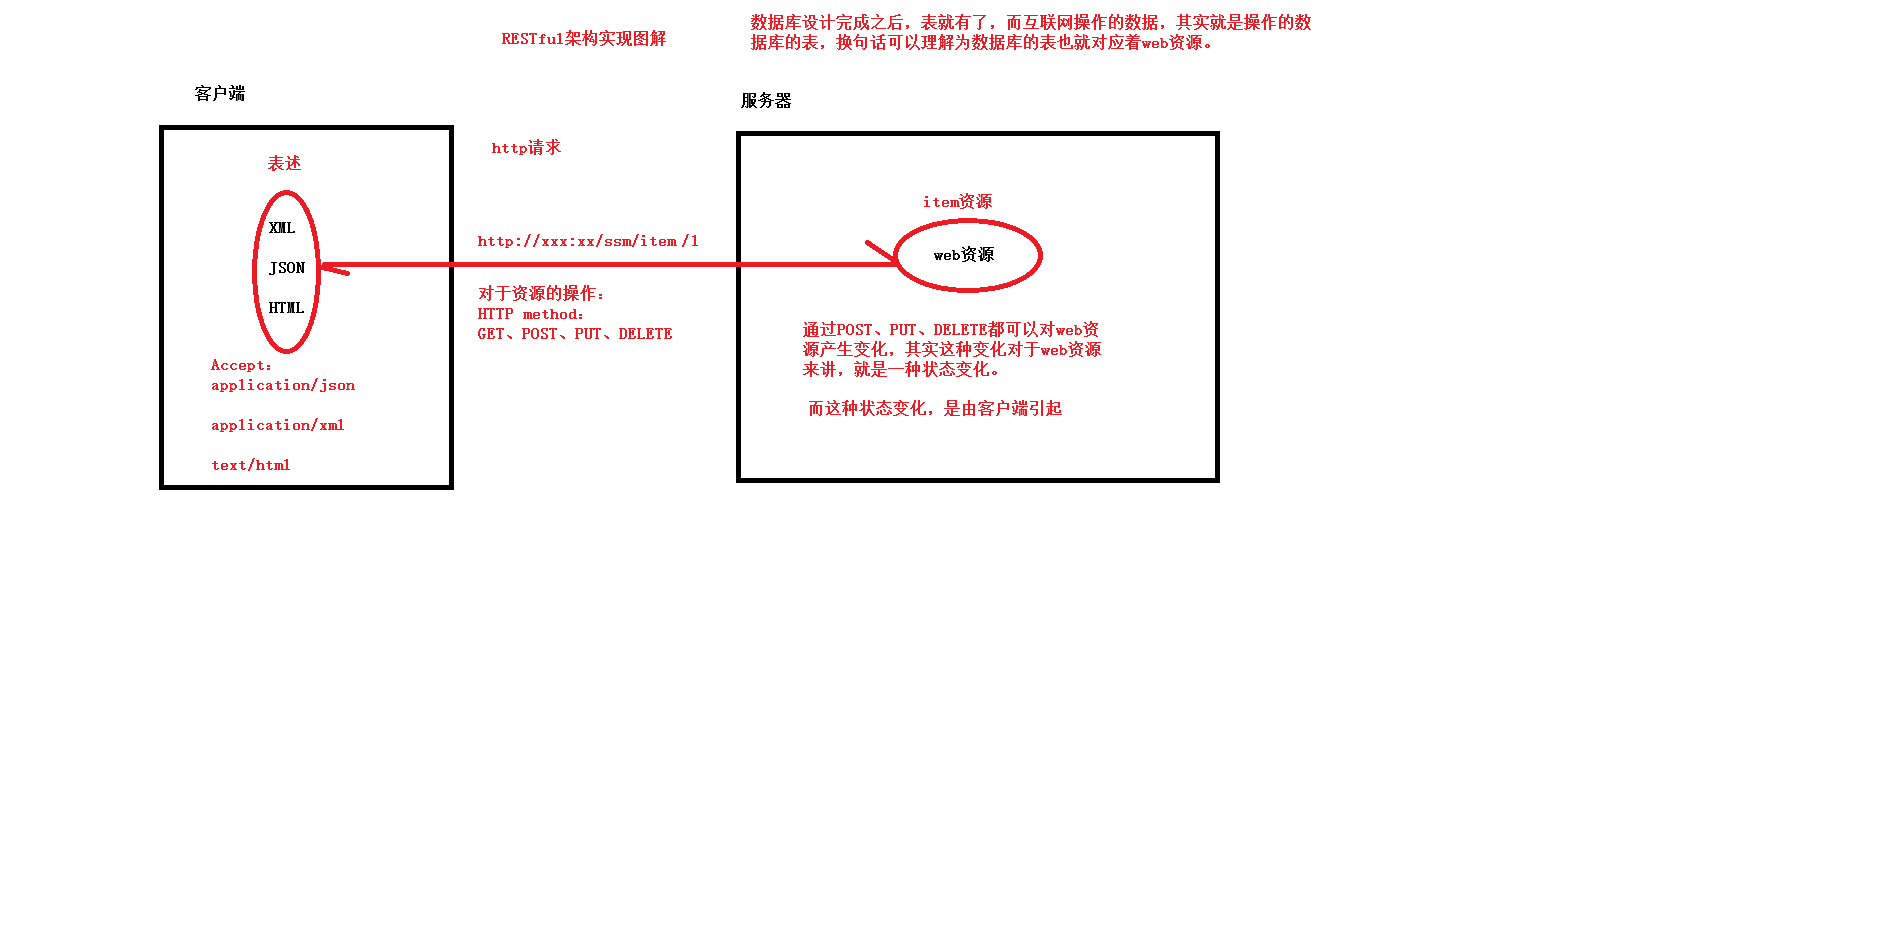 RESTful架构实现图解
数据库设计完成之后，表就有了，而互联网操作的数据，其实就是操作的数
据库的表，换句话可以理解为数据库的表也就对应着web资源。
客户端
服务器
http请求
表述
XML
JSON
HTML
Accept：
application/json
application/xml
text/html
http://xxx:xx/ssm/item /1
对于资源的操作：
HTTP method：
GET、POST、PUT、DELETE
item资源
web资源
通过POST、PUT、DELETE都可以对web资
源产生变化，其实这种变化对于web资源
来讲，就是一种状态变化。
而这种状态变化，是由客户端引起